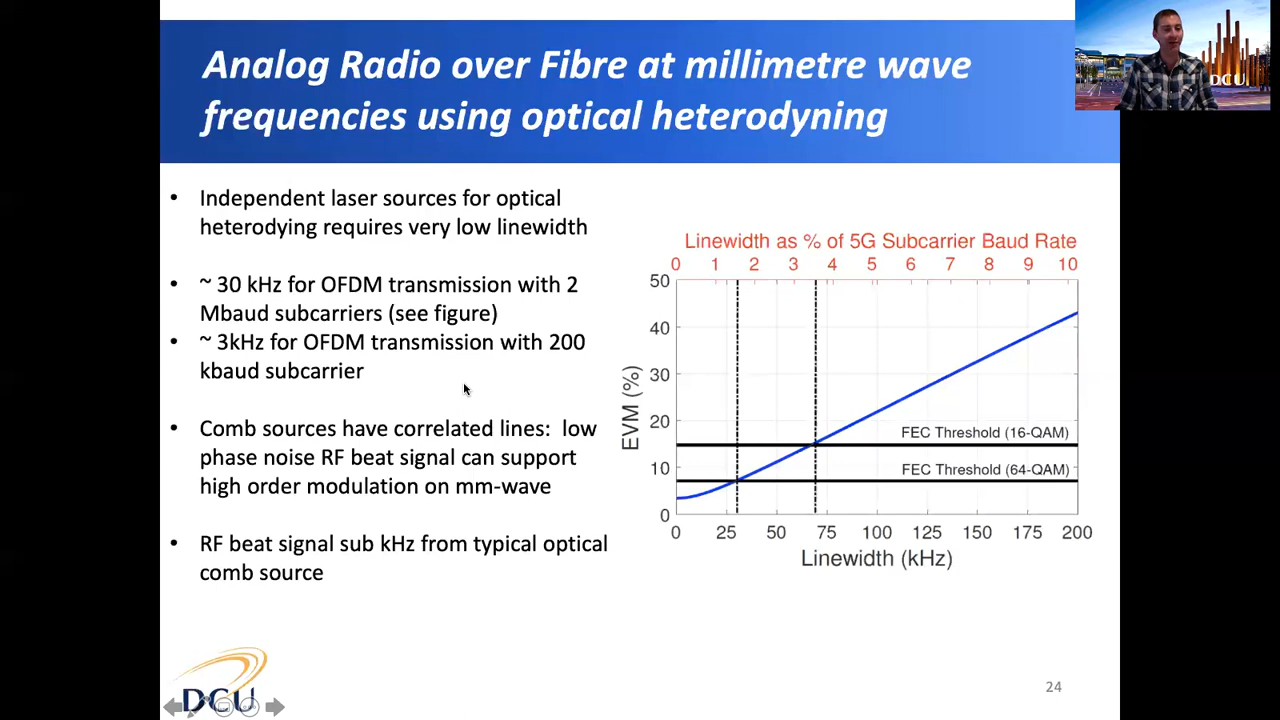 Analog Radio over Fibre at millimetre wave
frequencies using optical heterodyning
DCU
• Independent laser sources for optical
heterodying requires very low linewidth
• ~ 30 kHz for OFDM transmission with 2
Mbaud subcarriers (see figure)
• ~ 3kHz for OFDM transmission with 200
kbaud subcarrier
• Comb sources have correlated lines: low
phase noise RF beat signal can support
high order modulation on mm-wave
• RF beat signal sub kHz from typical optical
comb source
Linewidth as % of 5G Subcarrier Baud Rate
0 1 2 3 4 5 6 7 8 9 10
50
40
30
20
10
0
EVM (%)
FEC Threshold (16-QAM)
FEC Threshold (64-QAM)
0 25 50 75 100 125 150 175 200
Linewidth (kHz)
DCU
24